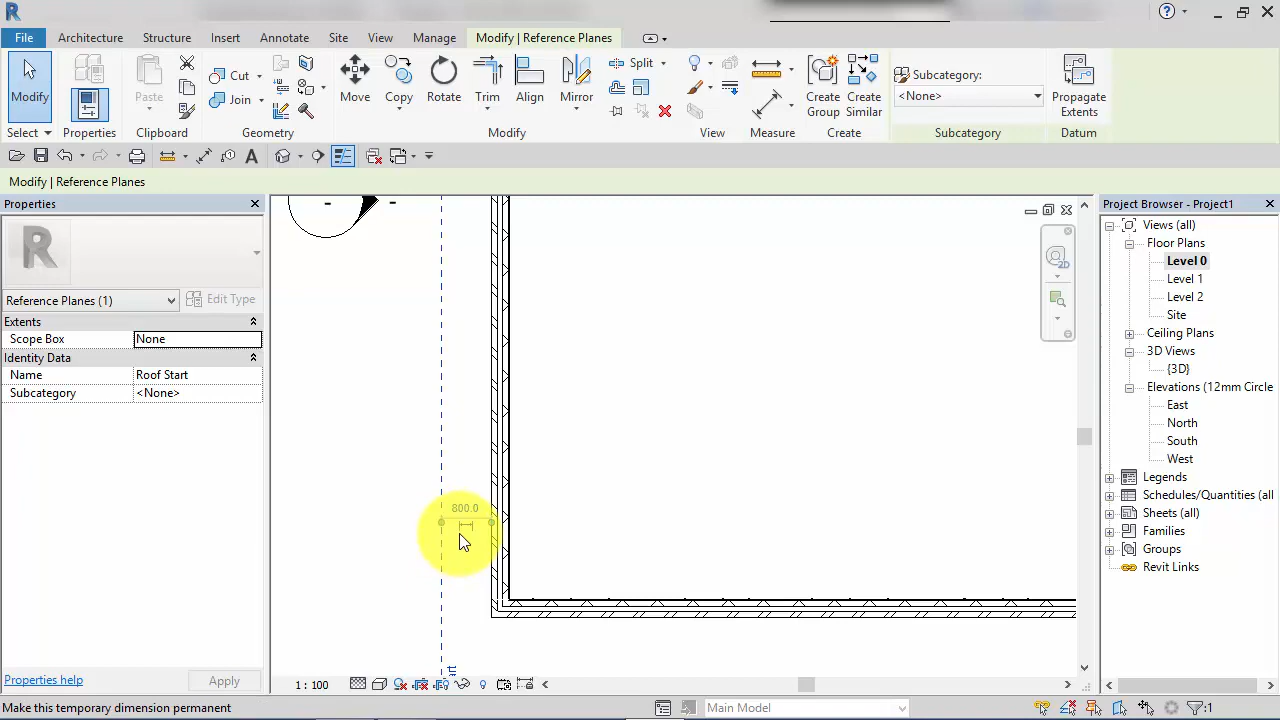 File Architecture Structure Insert Annotate Site View Manage Modify | Reference Planes
Modify Paste Cut Join Move Copy Rotate Trim Align Mirror Split Create Group Create Similar Subcategory: <None> Propagate Extents
Select Properties Clipboard Geometry Modify View Measure Create Subcategory Datum
Modify | Reference Planes
Properties
Reference Planes (1) Edit Type
Extents
Scope Box None
Identity Data
Name Roof Start
Subcategory <None>
Properties help Apply
800.0
1 : 100
Project Browser - Project1
Views (all)
Floor Plans
Level 0
Level 1
Level 2
Site
Ceiling Plans
3D Views
{3D}
Elevations (12mm Circle
East
North
South
West
Legends
Schedules/Quantities (all
Sheets (all)
Families
Groups
Revit Links
2D
Make this temporary dimension permanent Main Model :1